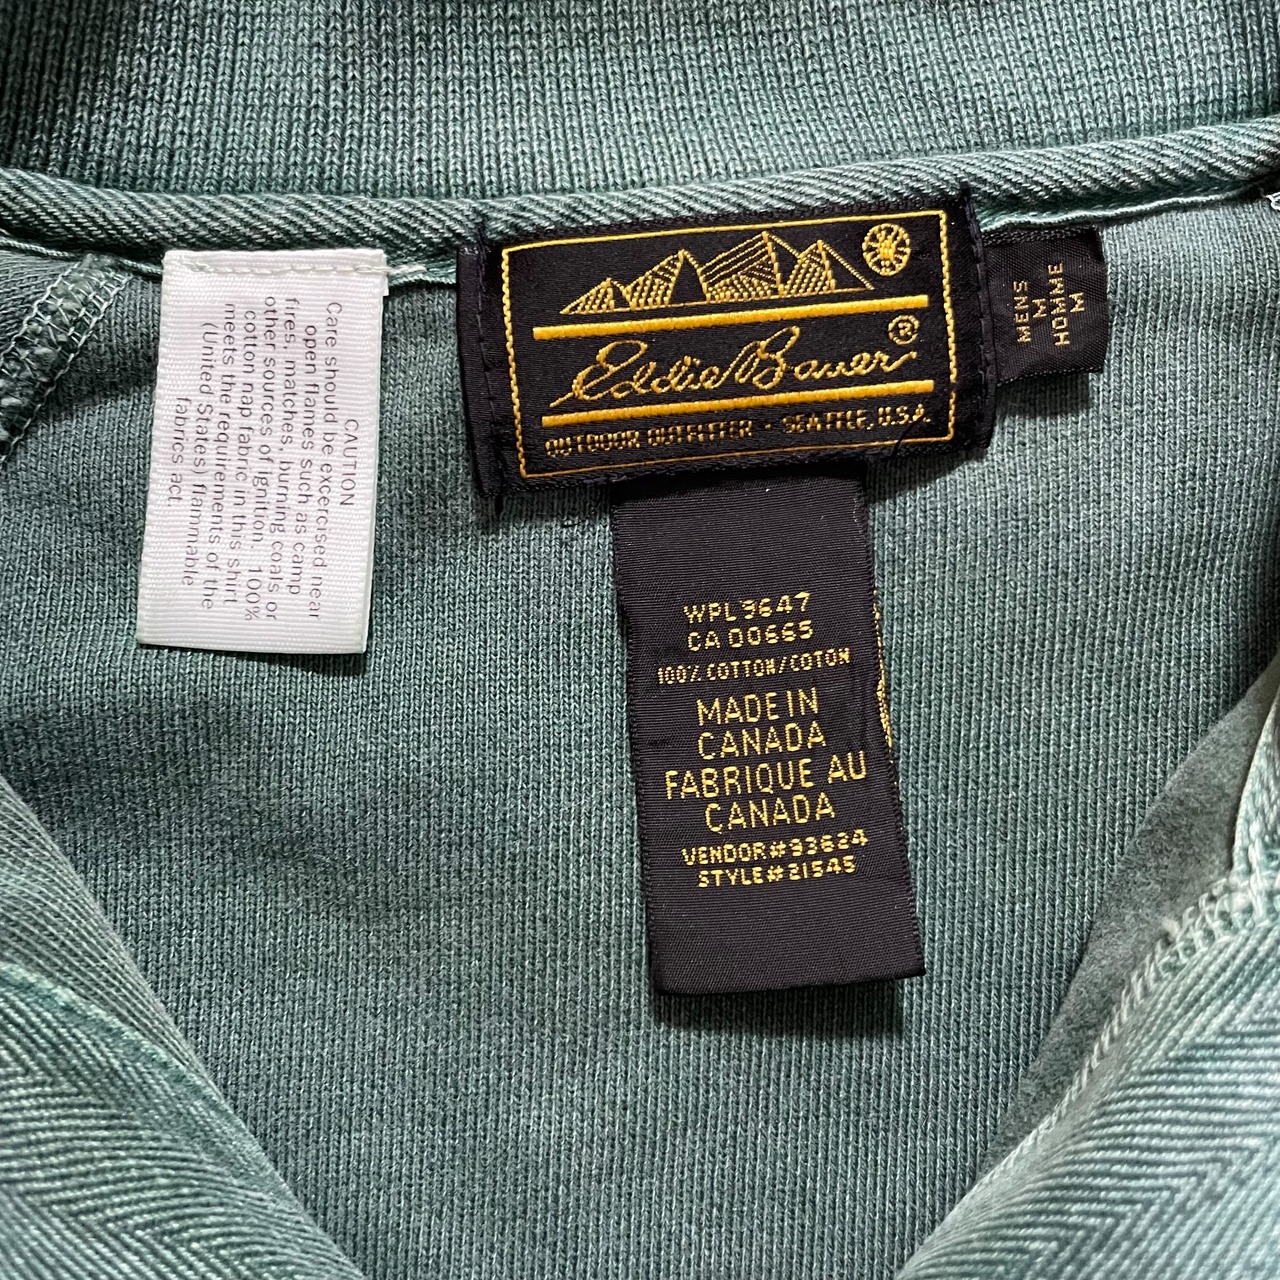 CAUTION
Care should be exercised near
open flames such as camp
fires, matches, burning coals or
other sources of ignition. 100%
cotton nap fabric in this shirt
meets the requirements of the
(United States) flammable
fabrics act.
Eddie Bauer ®
OUTDOOR OUTFITTER · SEATTLE, U.S.A.
MENS
M
HOMME
M
WPL 9647
CA 00665
100% COTTON/COTON
MADE IN
CANADA
FABRIQUE AU
CANADA
VENDOR#93624
STYLE#21545